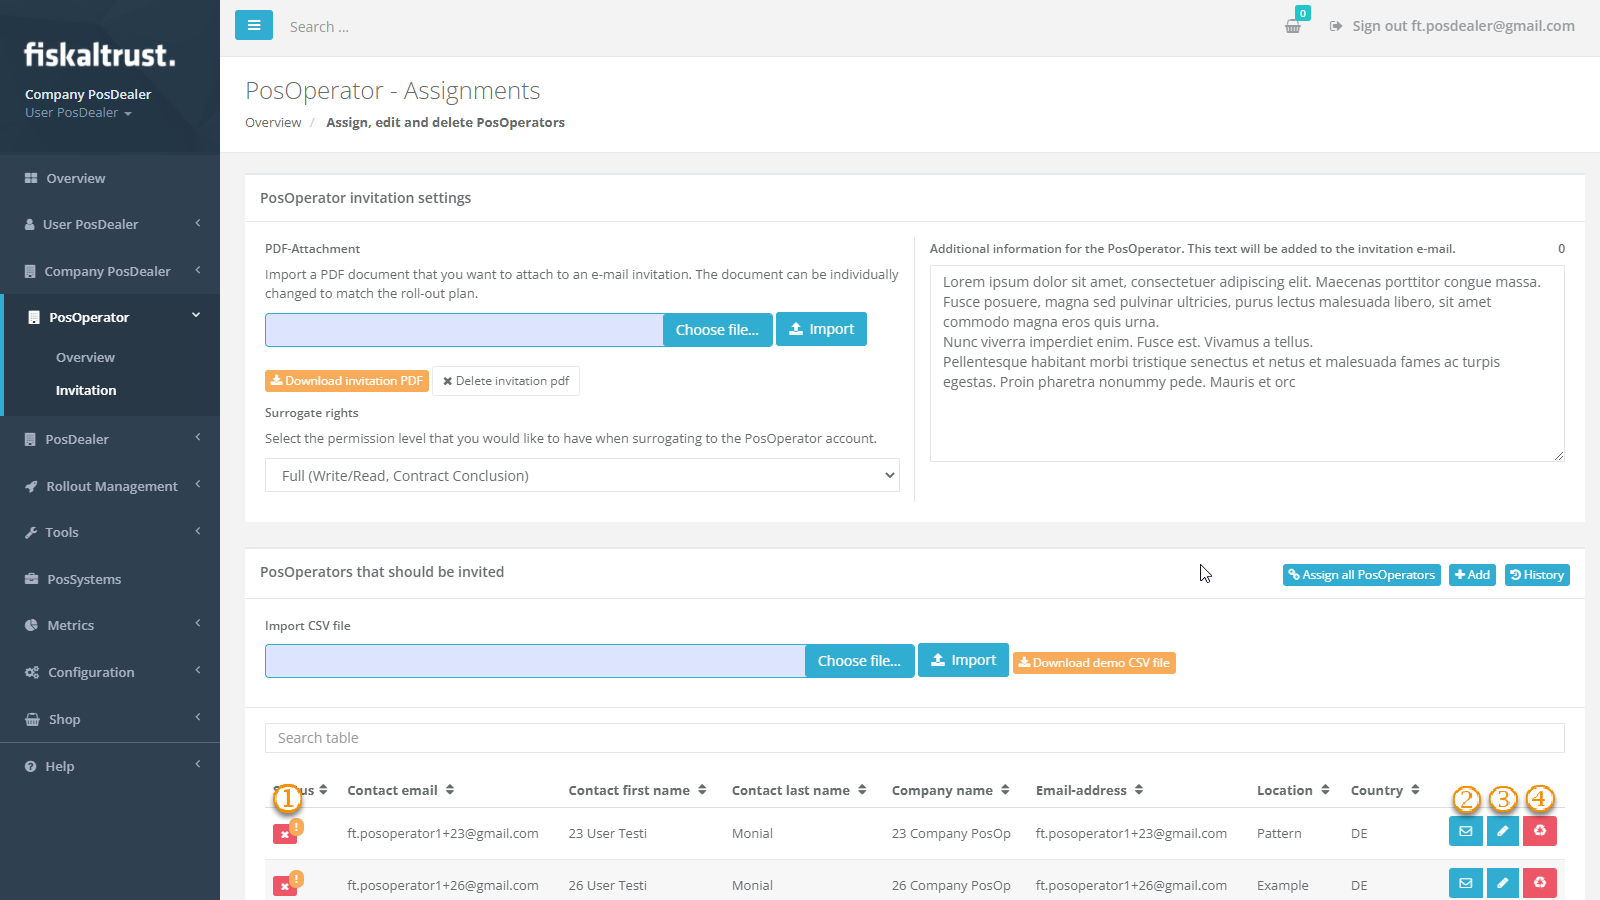 fiskaltrust.
Company PosDealer
User PosDealer
Overview
User PosDealer
Company PosDealer
PosOperator
Overview
Invitation
PosDealer
Rollout Management
Tools
PosSystems
Metrics
Configuration
Shop
Help
Search ...
0
Sign out ft.posdealer@gmail.com
PosOperator - Assignments
Overview / Assign, edit and delete PosOperators
PosOperator invitation settings
PDF-Attachment
Import a PDF document that you want to attach to an e-mail invitation. The document can be individually
changed to match the roll-out plan.
Choose file... Import
Download invitation PDF Delete invitation pdf
Surrogate rights
Select the permission level that you would like to have when surrogating to the PosOperator account.
Full (Write/Read, Contract Conclusion)
Additional information for the PosOperator. This text will be added to the invitation e-mail. 0
Lorem ipsum dolor sit amet, consectetuer adipiscing elit. Maecenas porttitor congue massa.
Fusce posuere, magna sed pulvinar ultricies, purus lectus malesuada libero, sit amet
commodo magna eros quis urna.
Nunc viverra imperdiet enim. Fusce est. Vivamus a tellus.
Pellentesque habitant morbi tristique senectus et netus et malesuada fames ac turpis
egestas. Proin pharetra nonummy pede. Mauris et orc
PosOperators that should be invited
Assign all PosOperators Add History
Import CSV file
Choose file... Import Download demo CSV file
Search table
Contact email Contact first name Contact last name Company name Email-address Location Country
1 2 3 4
! ft.posoperator1+23@gmail.com 23 User Testi Monial 23 Company PosOp ft.posoperator1+23@gmail.com Pattern DE
! ft.posoperator1+26@gmail.com 26 User Testi Monial 26 Company PosOp ft.posoperator1+26@gmail.com Example DE